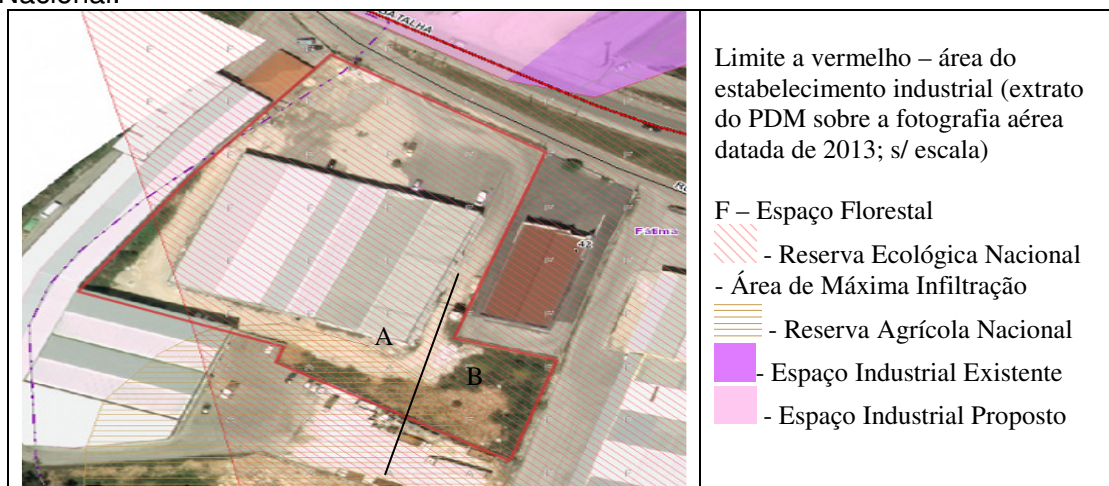 Nacional.
BATALHA
42
Fátima
A
B
F
Limite a vermelho – área do
estabelecimento industrial (extrato
do PDM sobre a fotografia aérea
datada de 2013; s/ escala)
F – Espaço Florestal
- Reserva Ecológica Nacional
- Área de Máxima Infiltração
- Reserva Agrícola Nacional
- Espaço Industrial Existente
- Espaço Industrial Proposto